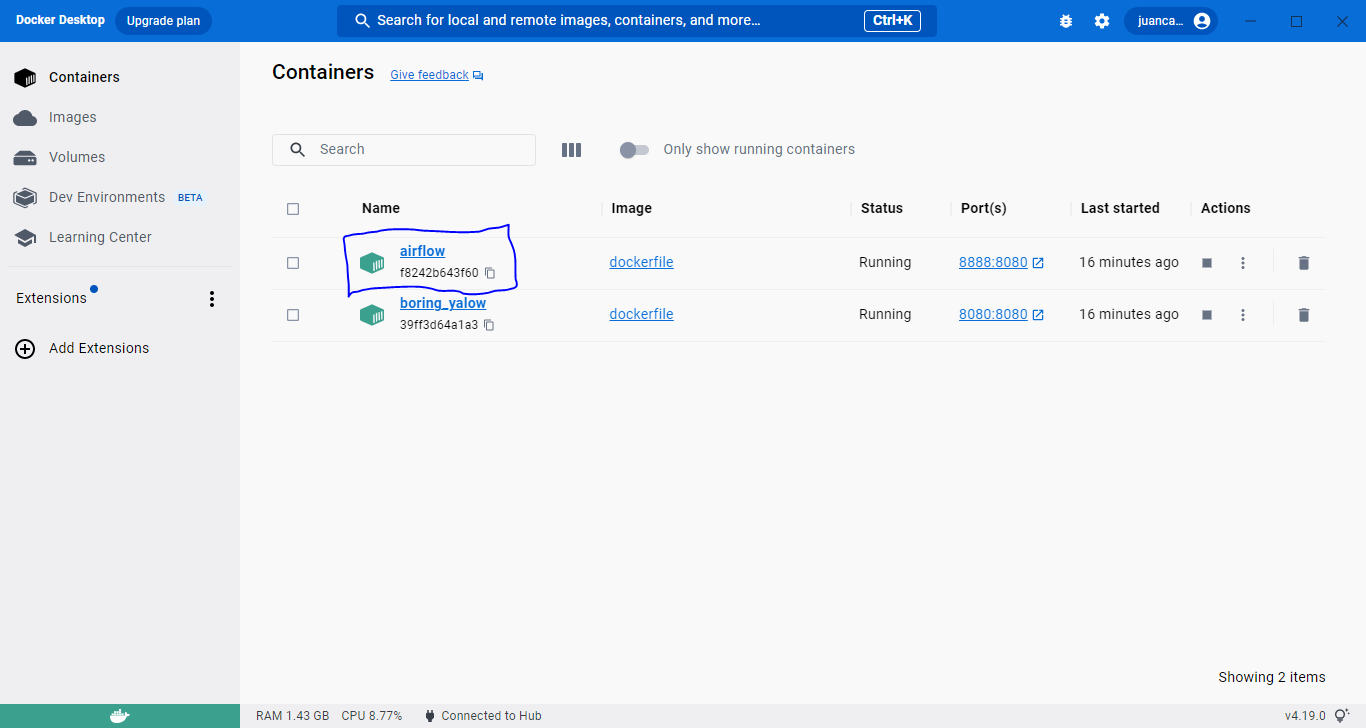 Docker Desktop Upgrade plan Search for local and remote images, containers, and more... Ctrl+K juanca...
Containers
Images
Volumes
Dev Environments BETA
Learning Center
Extensions
Add Extensions
Containers Give feedback
Search Only show running containers
Name Image Status Port(s) Last started Actions
airflow
f8242b643f60
dockerfile Running 8888:8080 16 minutes ago
boring_yalow
39ff3d64a1a3
dockerfile Running 8080:8080 16 minutes ago
Showing 2 items
RAM 1.43 GB CPU 8.77% Connected to Hub v4.19.0